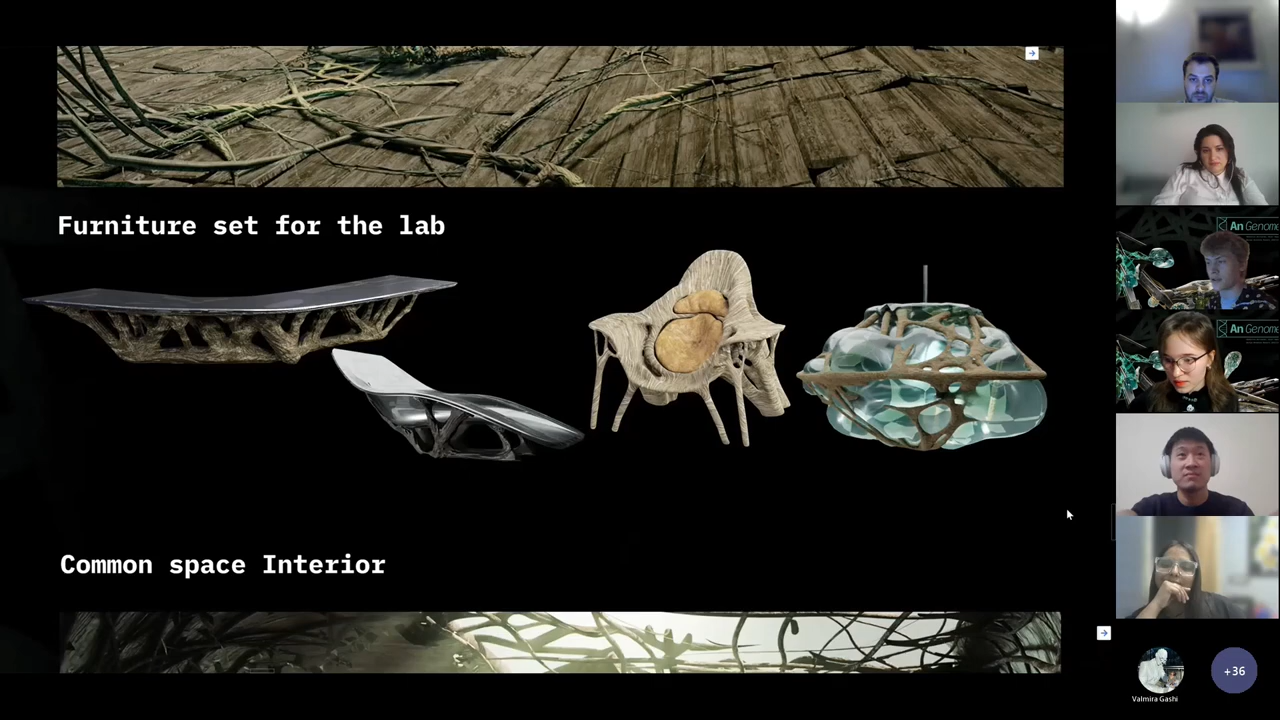 Furniture set for the lab
Common space Interior
An Genome
An Genome
Valmira Gashi
+36